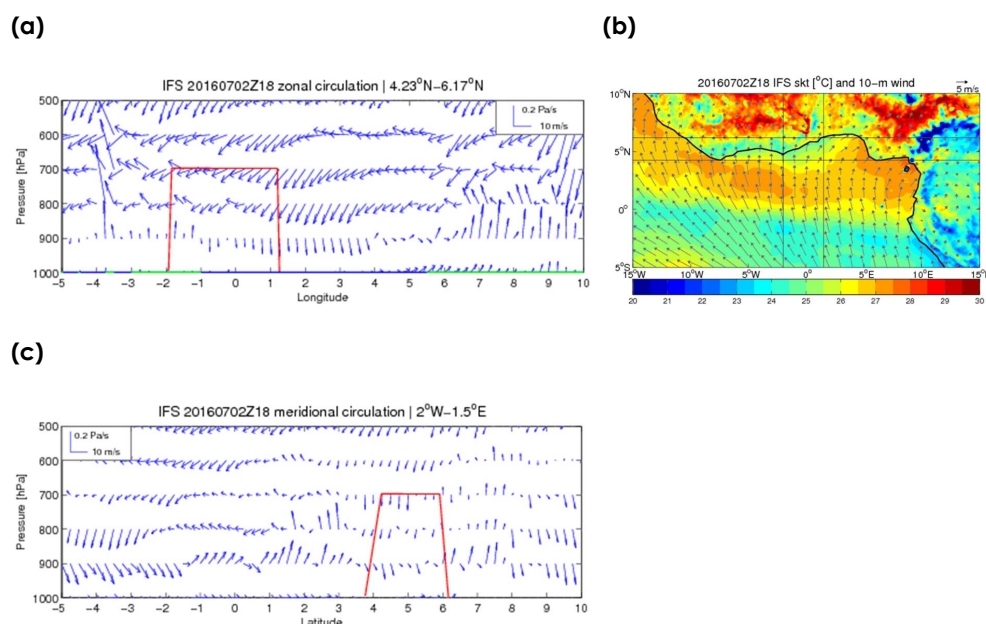 (a)
IFS 20160702Z18 zonal circulation | 4.23°N–6.17°N
0.2 Pa/s
10 m/s
Pressure [hPa]
500
600
700
800
900
1000
−5 −4 −3 −2 −1 0 1 2 3 4 5 6 7 8 9 10
Longitude
(b)
20160702Z18 IFS skt [°C] and 10-m wind
5 m/s
10°N
5°N
0°
5°S
15°W 10°W 5°W 0° 5°E 10°E 15°E
20 21 22 23 24 25 26 27 28 29 30
(c)
IFS 20160702Z18 meridional circulation | 2°W–1.5°E
0.2 Pa/s
10 m/s
Pressure [hPa]
500
600
700
800
900
1000
−5 −4 −3 −2 −1 0 1 2 3 4 5 6 7 8 9 10
Latitude